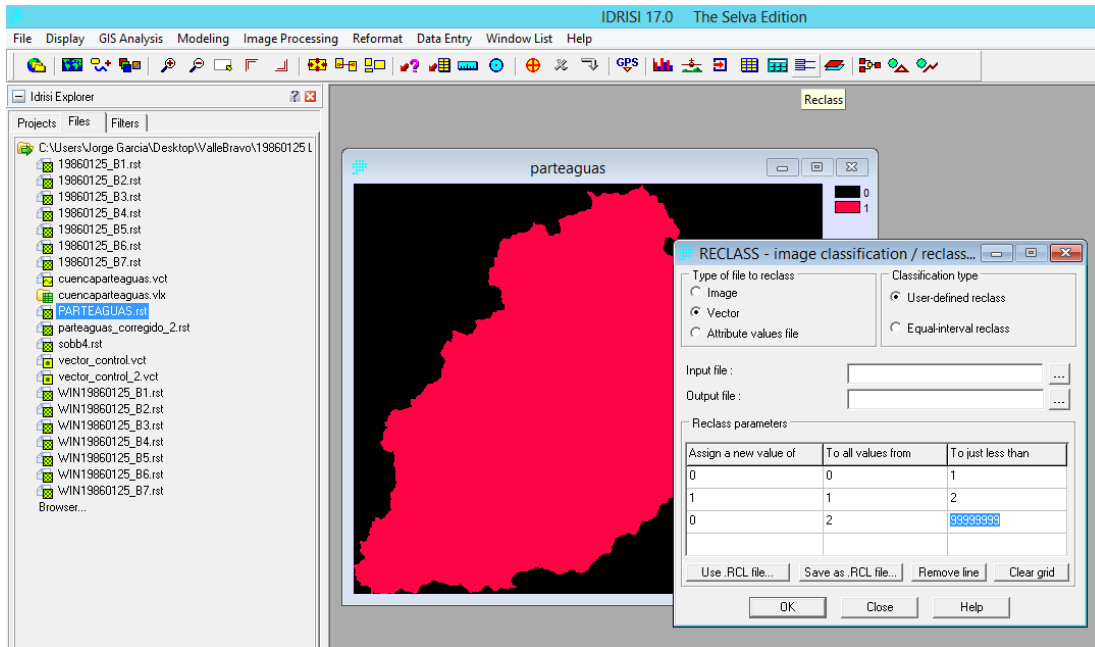 IDRISI 17.0 The Selva Edition
File Display GIS Analysis Modeling Image Processing Reformat Data Entry Window List Help
GPS
Reclass
Idrisi Explorer
Projects Files Filters
C:\Users\Jorge Garcia\Desktop\ValleBravo\19860125 L
19860125_B1.rst
19860125_B2.rst
19860125_B3.rst
19860125_B4.rst
19860125_B5.rst
19860125_B6.rst
19860125_B7.rst
cuencaparteaguas.vct
cuencaparteaguas.vlx
PARTEAGUAS.rst
parteaguas_corregido_2.rst
sobb4.rst
vector_control.vct
vector_control_2.vct
WIN19860125_B1.rst
WIN19860125_B2.rst
WIN19860125_B3.rst
WIN19860125_B4.rst
WIN19860125_B5.rst
WIN19860125_B6.rst
WIN19860125_B7.rst
Browser...
parteaguas
0
1
RECLASS - image classification / reclass...
Type of file to reclass
Image
Vector
Attribute values file
Classification type
User-defined reclass
Equal-interval reclass
Input file :
...
Output file :
...
Reclass parameters
Assign a new value of To all values from To just less than
0 0 1
1 1 2
0 2 99999999
Use .RCL file... Save as .RCL file... Remove line Clear grid
OK Close Help